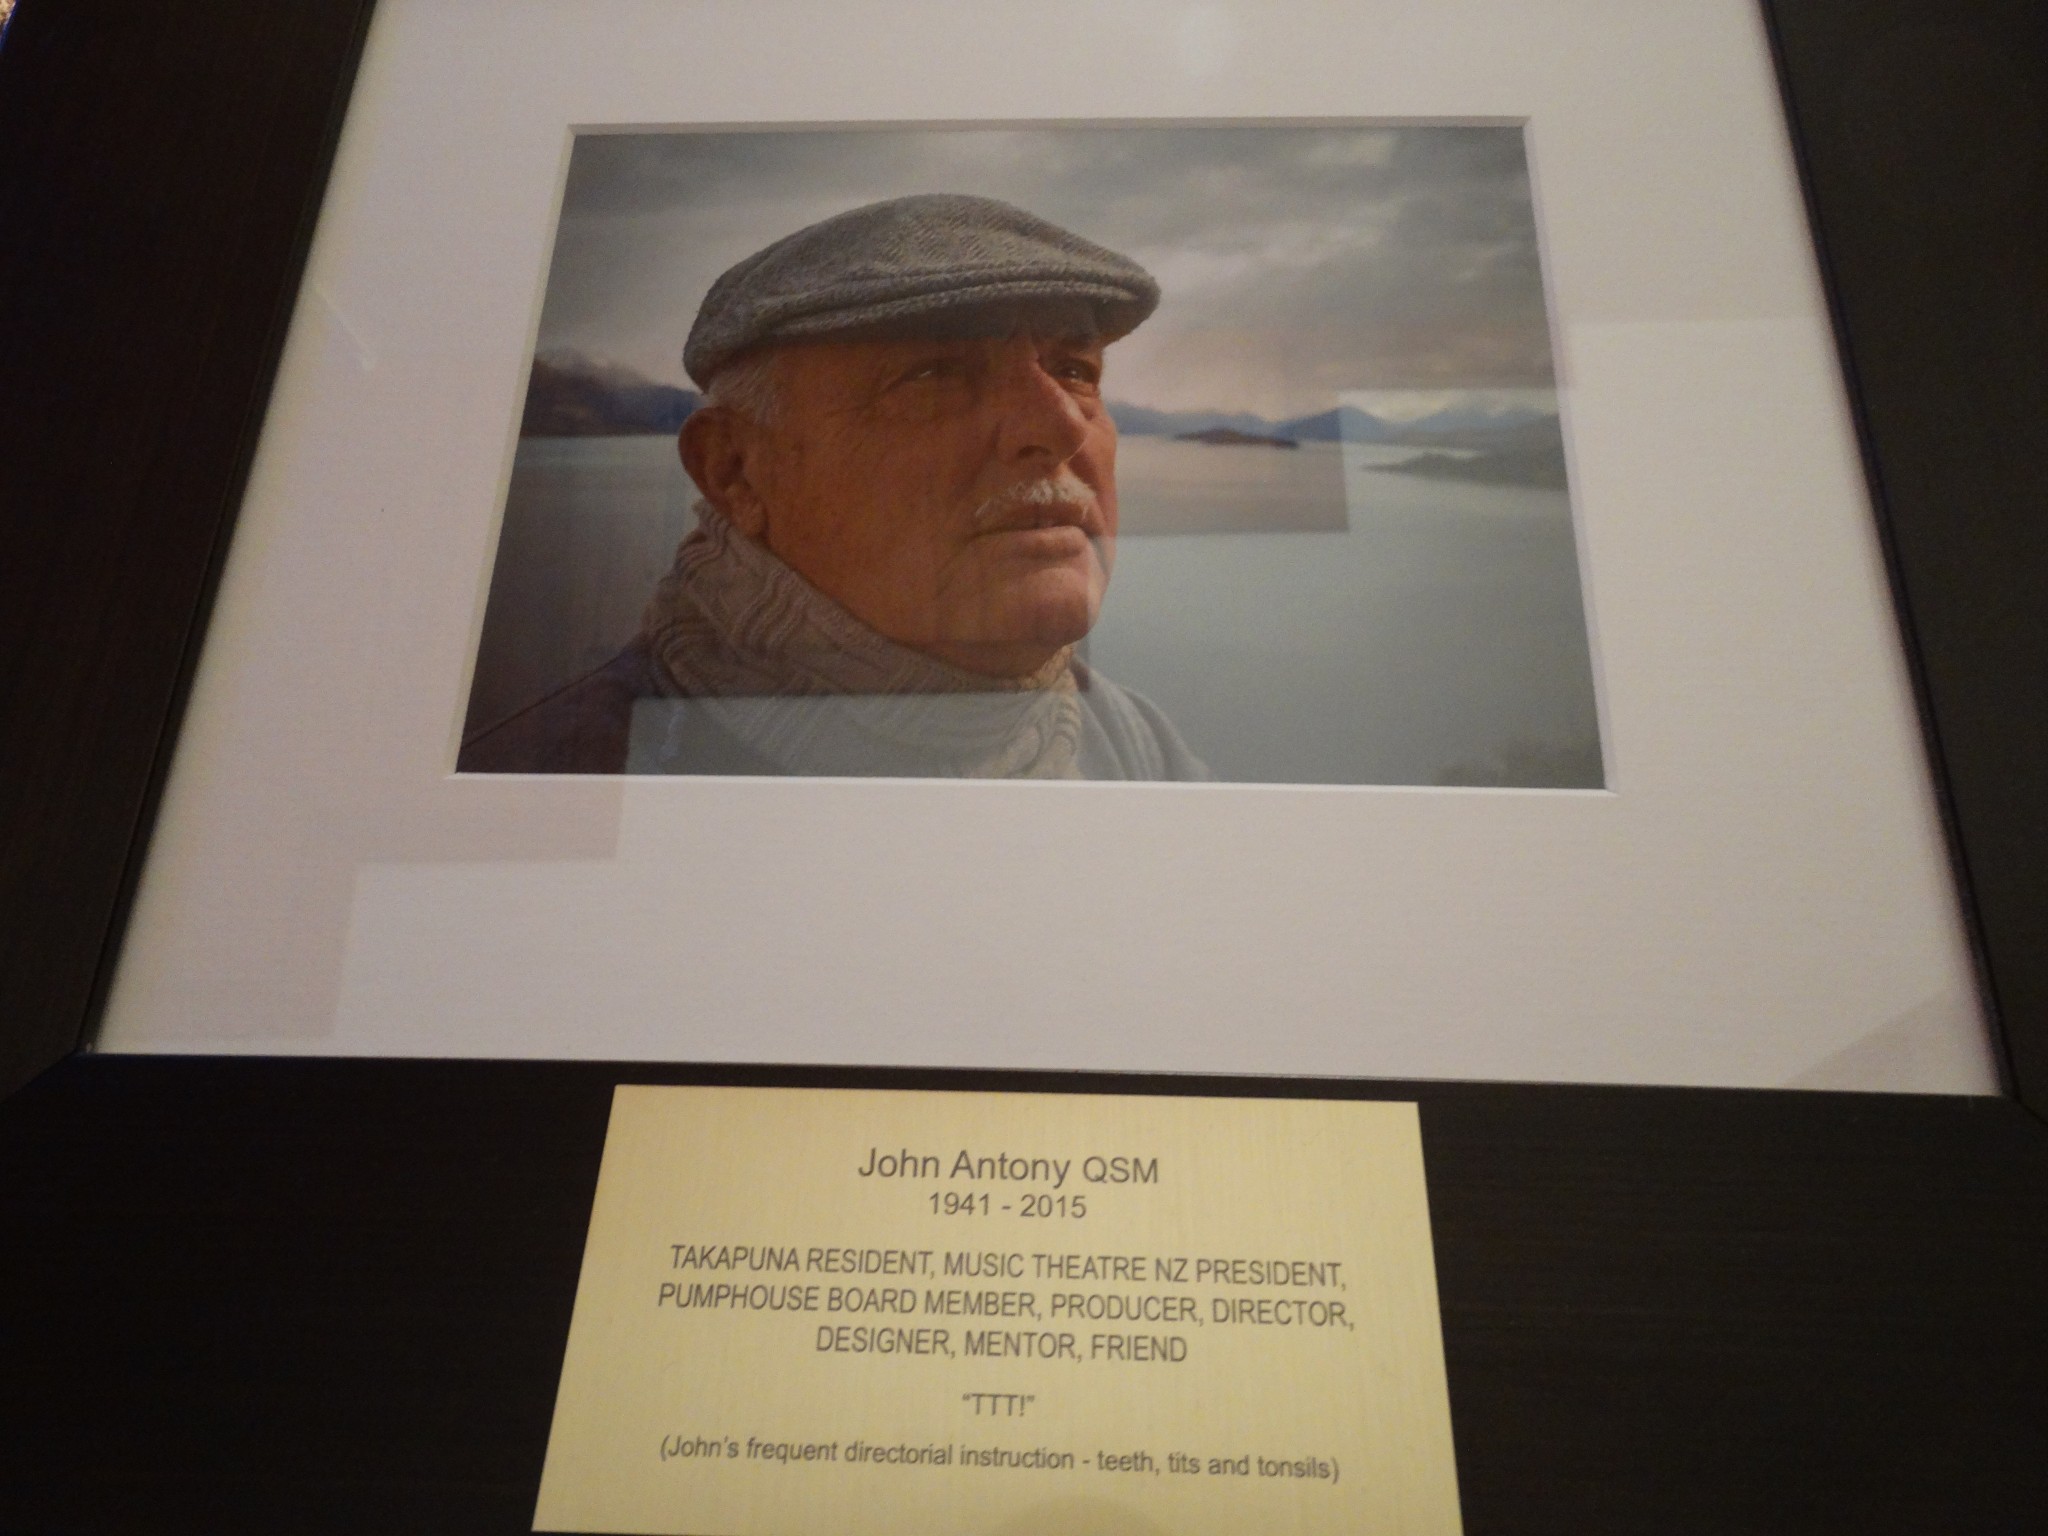 John Antony QSM
1941 - 2015
TAKAPUNA RESIDENT, MUSIC THEATRE NZ PRESIDENT,
PUMPHOUSE BOARD MEMBER, PRODUCER, DIRECTOR,
DESIGNER, MENTOR, FRIEND
“TTT!”
(John's frequent directorial instruction - teeth, tits and tonsils)